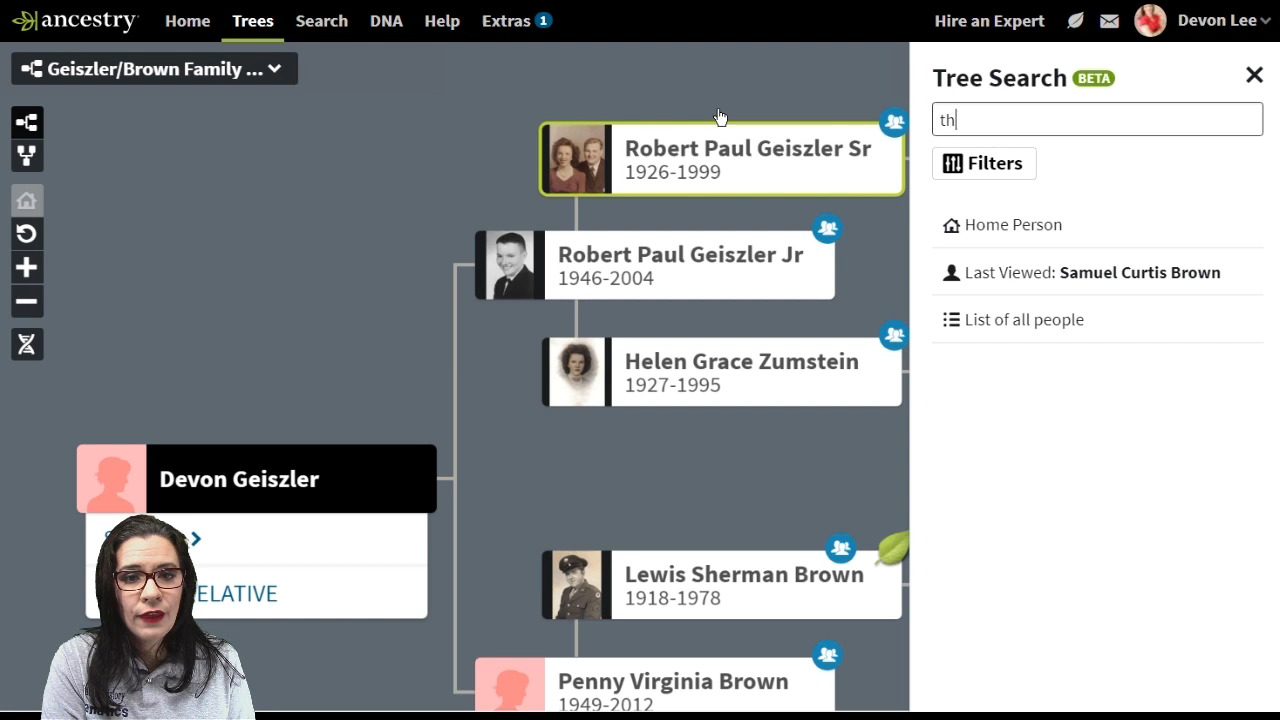 ancestry
Home
Trees
Search
DNA
Help
Extras 1
Hire an Expert
Devon Lee
Geiszler/Brown Family ...
Robert Paul Geiszler Sr
1926-1999
Robert Paul Geiszler Jr
1946-2004
Helen Grace Zumstein
1927-1995
Devon Geiszler
ELATIVE
Lewis Sherman Brown
1918-1978
Penny Virginia Brown
1949-2012
Tree Search BETA
th
Filters
Home Person
Last Viewed: Samuel Curtis Brown
List of all people